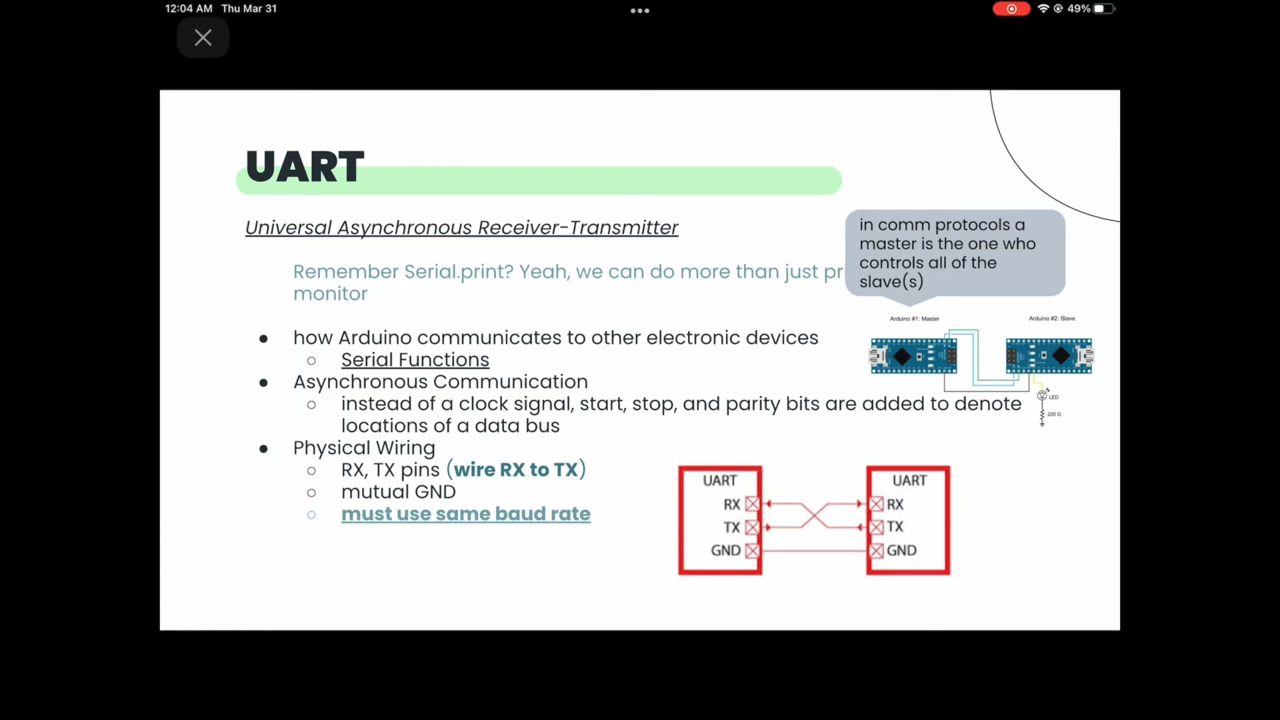 12:04 AM Thu Mar 31
49%
UART
Universal Asynchronous Receiver-Transmitter
Remember Serial.print? Yeah, we can do more than just pri
monitor
in comm protocols a
master is the one who
controls all of the
slave(s)
how Arduino communicates to other electronic devices
Serial Functions
Asynchronous Communication
instead of a clock signal, start, stop, and parity bits are added to denote
locations of a data bus
Physical Wiring
RX, TX pins (wire RX to TX)
mutual GND
must use same baud rate
Arduino #1: Master
Arduino #2: Slave
LED
220 Ω
UART
RX
TX
GND
UART
RX
TX
GND